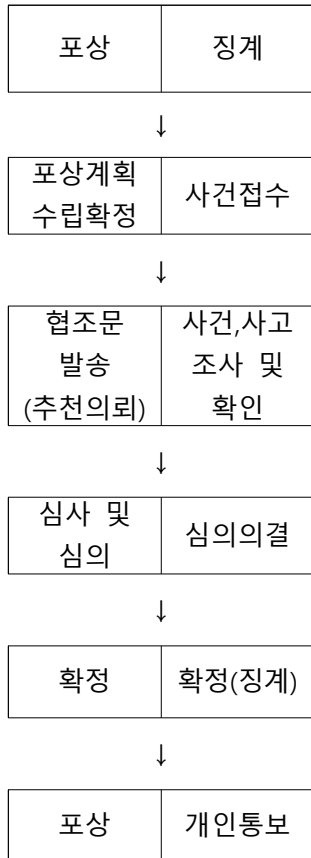 포상 징계
↓
포상계획 사건접수
수립확정
↓
협조문 사건,사고
발송 조사 및
(추천의뢰) 확인
↓
심사 및 심의의결
심의
↓
확정 확정(징계)
↓
포상 개인통보